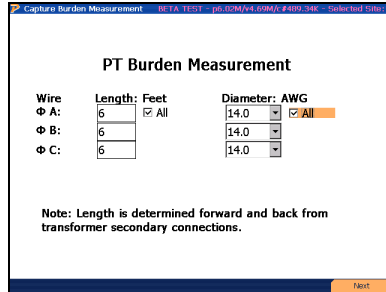 Capture Burden Measurement BETA TEST - p6.02M/v4.69M/c#489.34K - Selected Site:
PT Burden Measurement
Wire Length: Feet Diameter: AWG
Φ A: 6 All 14.0 All
Φ B: 6 14.0
Φ C: 6 14.0
Note: Length is determined forward and back from
transformer secondary connections.
Next